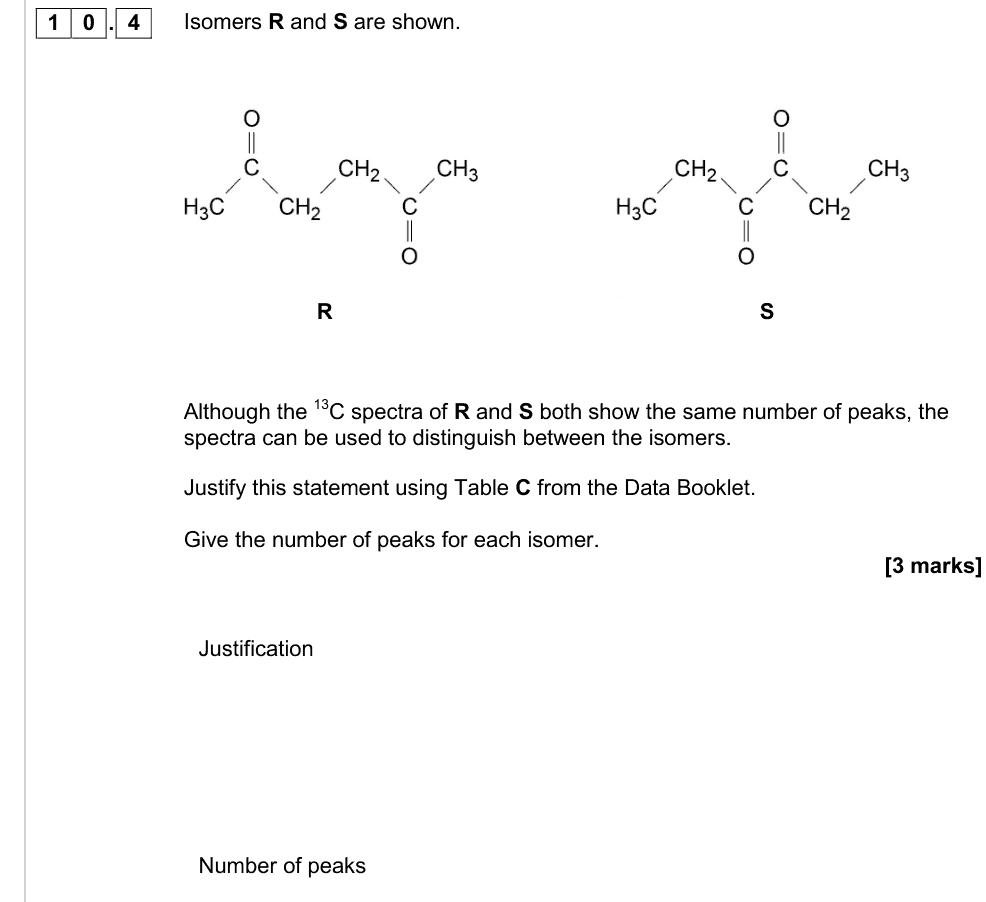 1 0 . 4 Isomers R and S are shown.
O O
C CH₂ CH₃ CH₂ C CH₃
H₃C CH₂ C H₃C C CH₂
O O
R S
Although the ¹³C spectra of R and S both show the same number of peaks, the
spectra can be used to distinguish between the isomers.
Justify this statement using Table C from the Data Booklet.
Give the number of peaks for each isomer.
[3 marks]
Justification
Number of peaks